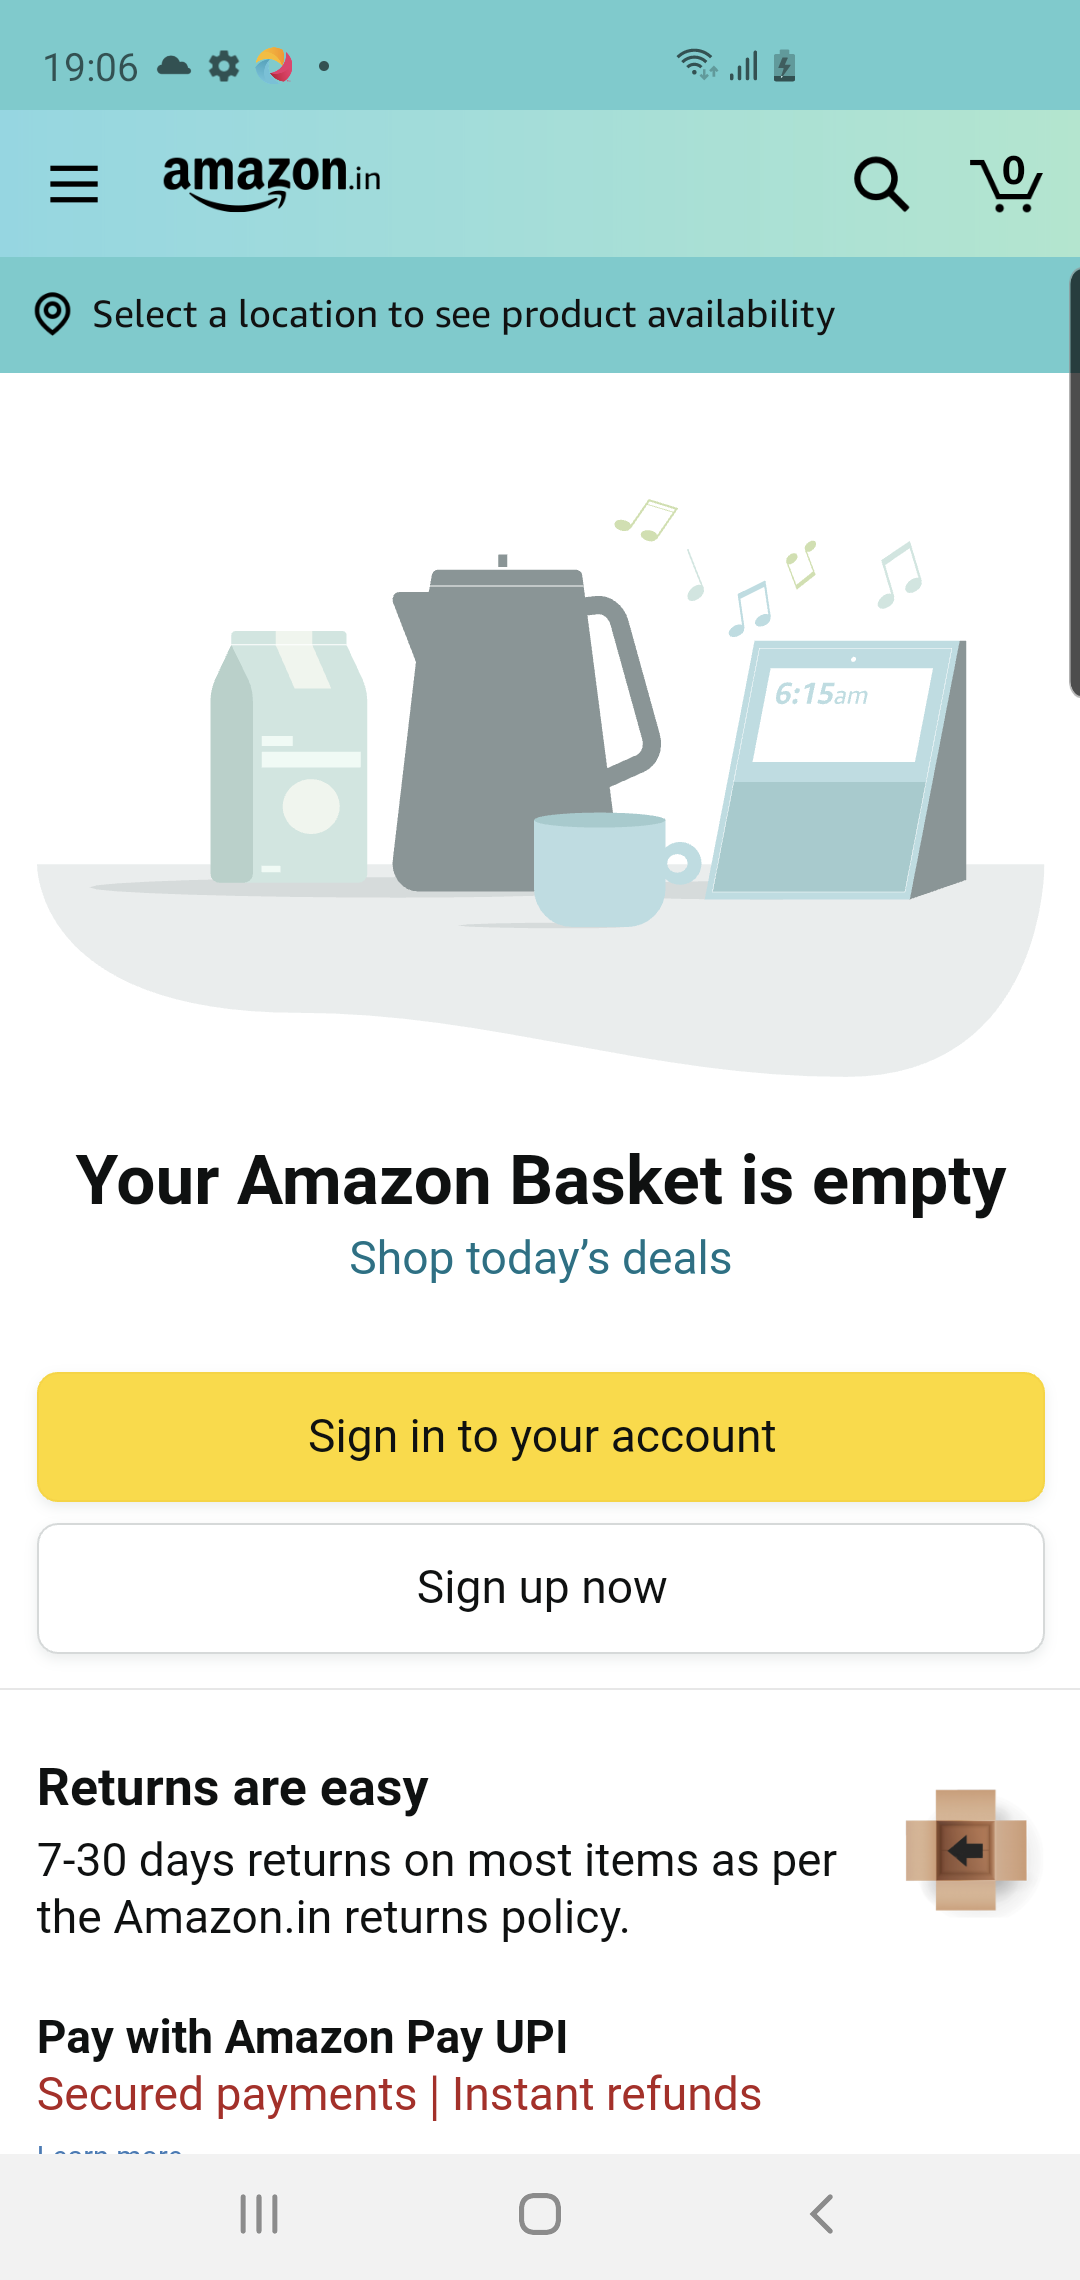 19:06
amazon.in
0
Select a location to see product availability
6:15am
Your Amazon Basket is empty
Shop today’s deals
Sign in to your account
Sign up now
Returns are easy
7-30 days returns on most items as per
the Amazon.in returns policy.
Pay with Amazon Pay UPI
Secured payments | Instant refunds
Learn more